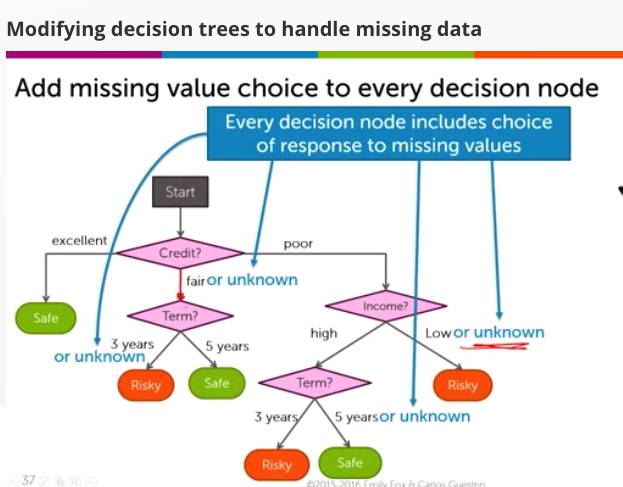 Modifying decision trees to handle missing data
Add missing value choice to every decision node
Every decision node includes choice
of response to missing values
Start
excellent
Credit?
poor
fair or unknown
Safe
Term?
Income?
3 years
or unknown
5 years
high
Low or unknown
Risky
Safe
Term?
Risky
3 years
5 years or unknown
Risky
Safe
37
©2015-2016 Emily Fox & Carlos Guestrin